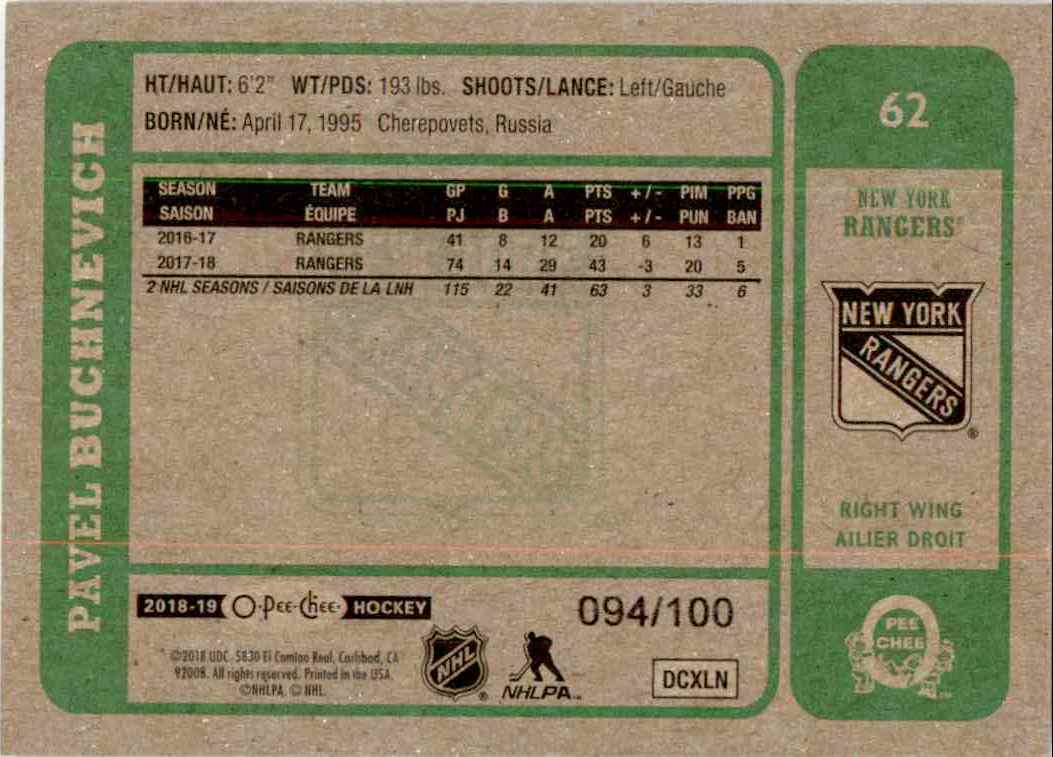 PAVEL BUCHNEVICH
HT/HAUT: 6'2" WT/PDS: 193 lbs. SHOOTS/LANCE: Left/Gauche
BORN/NÉ: April 17, 1995 Cherepovets, Russia
SEASON TEAM GP G A PTS + / - PIM PPG
SAISON ÉQUIPE PJ B A PTS + / - PUN BAN
2016-17 RANGERS 41 8 12 20 6 13 1
2017-18 RANGERS 74 14 29 43 -3 20 5
2 NHL SEASONS / SAISONS DE LA LNH 115 22 41 63 3 33 6
2018-19 O-Pee-Chee HOCKEY
094/100
©2018 UDC. 5830 El Camino Real, Carlsbad, CA
92008. All rights reserved. Printed in the USA.
©NHLPA. © NHL.
NHL ®
NHLPA™
DCXLN
62
NEW YORK
RANGERS®
NEW YORK
RANGERS
®
RIGHT WING
AILIER DROIT
PEE
CHEE